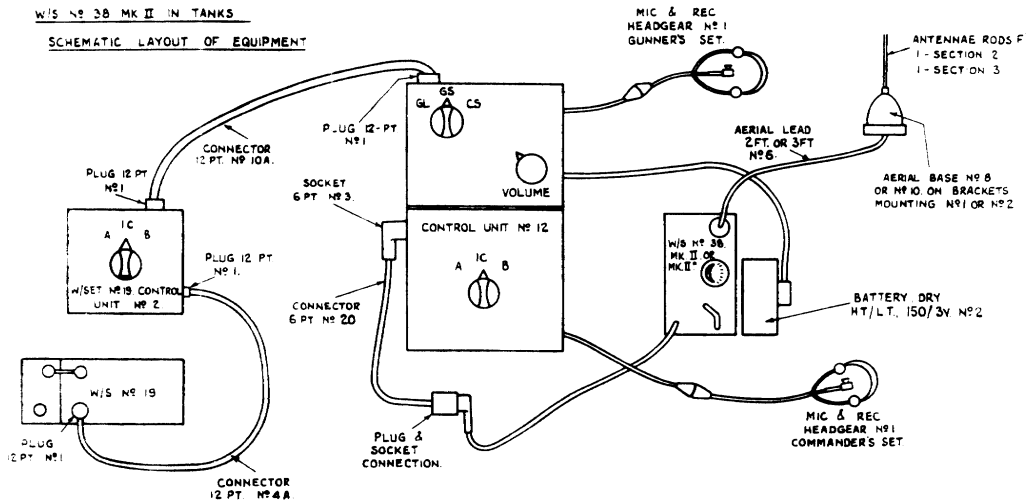 W/S Nº 38 MK II IN TANKS
SCHEMATIC LAYOUT OF EQUIPMENT
MIC & REC
HEADGEAR Nº 1
GUNNER'S SET.
ANTENNAE RODS F
1 - SECTION 2
1 - SECTION 3
GL
GS
CS
VOLUME
PLUG 12-PT
Nº 1
CONNECTOR
12 PT. Nº 10A.
PLUG 12 PT
Nº 1
AERIAL LEAD
2FT. OR 3FT
Nº 6.
AERIAL BASE Nº 8
OR Nº 10. ON BRACKETS
MOUNTING Nº 1 OR Nº 2
SOCKET
6 PT. Nº 3.
CONTROL UNIT Nº 12
A
IC
B
A
IC
B
W/SET Nº 19. CONTROL
UNIT Nº 2
PLUG 12 PT
Nº 1.
W/S Nº 38.
MK II. OR
MK II*
CONNECTOR
6 PT Nº 20
BATTERY, DRY
HT/LT., 150/3V. Nº 2
W/S Nº 19
PLUG
12 PT. Nº 1.
CONNECTOR
12 PT. Nº 4A.
PLUG &
SOCKET
CONNECTION.
MIC & REC
HEADGEAR Nº 1
COMMANDER'S SET